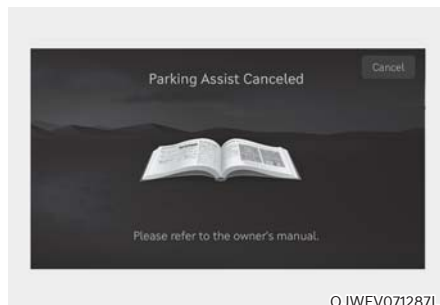 Cancel
Parking Assist Canceled
Please refer to the owner's manual.
OJWEV071287L